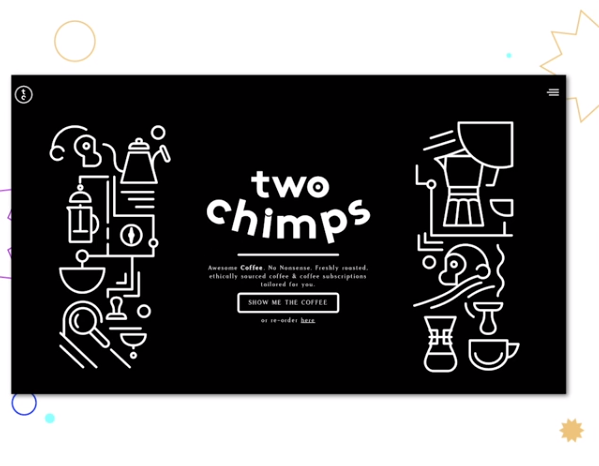 t
c
two
chimps
Awesome Coffee. No Nonsense. Freshly roasted,
ethically sourced coffee & coffee subscriptions
tailored for you.
SHOW ME THE COFFEE
or re-order here